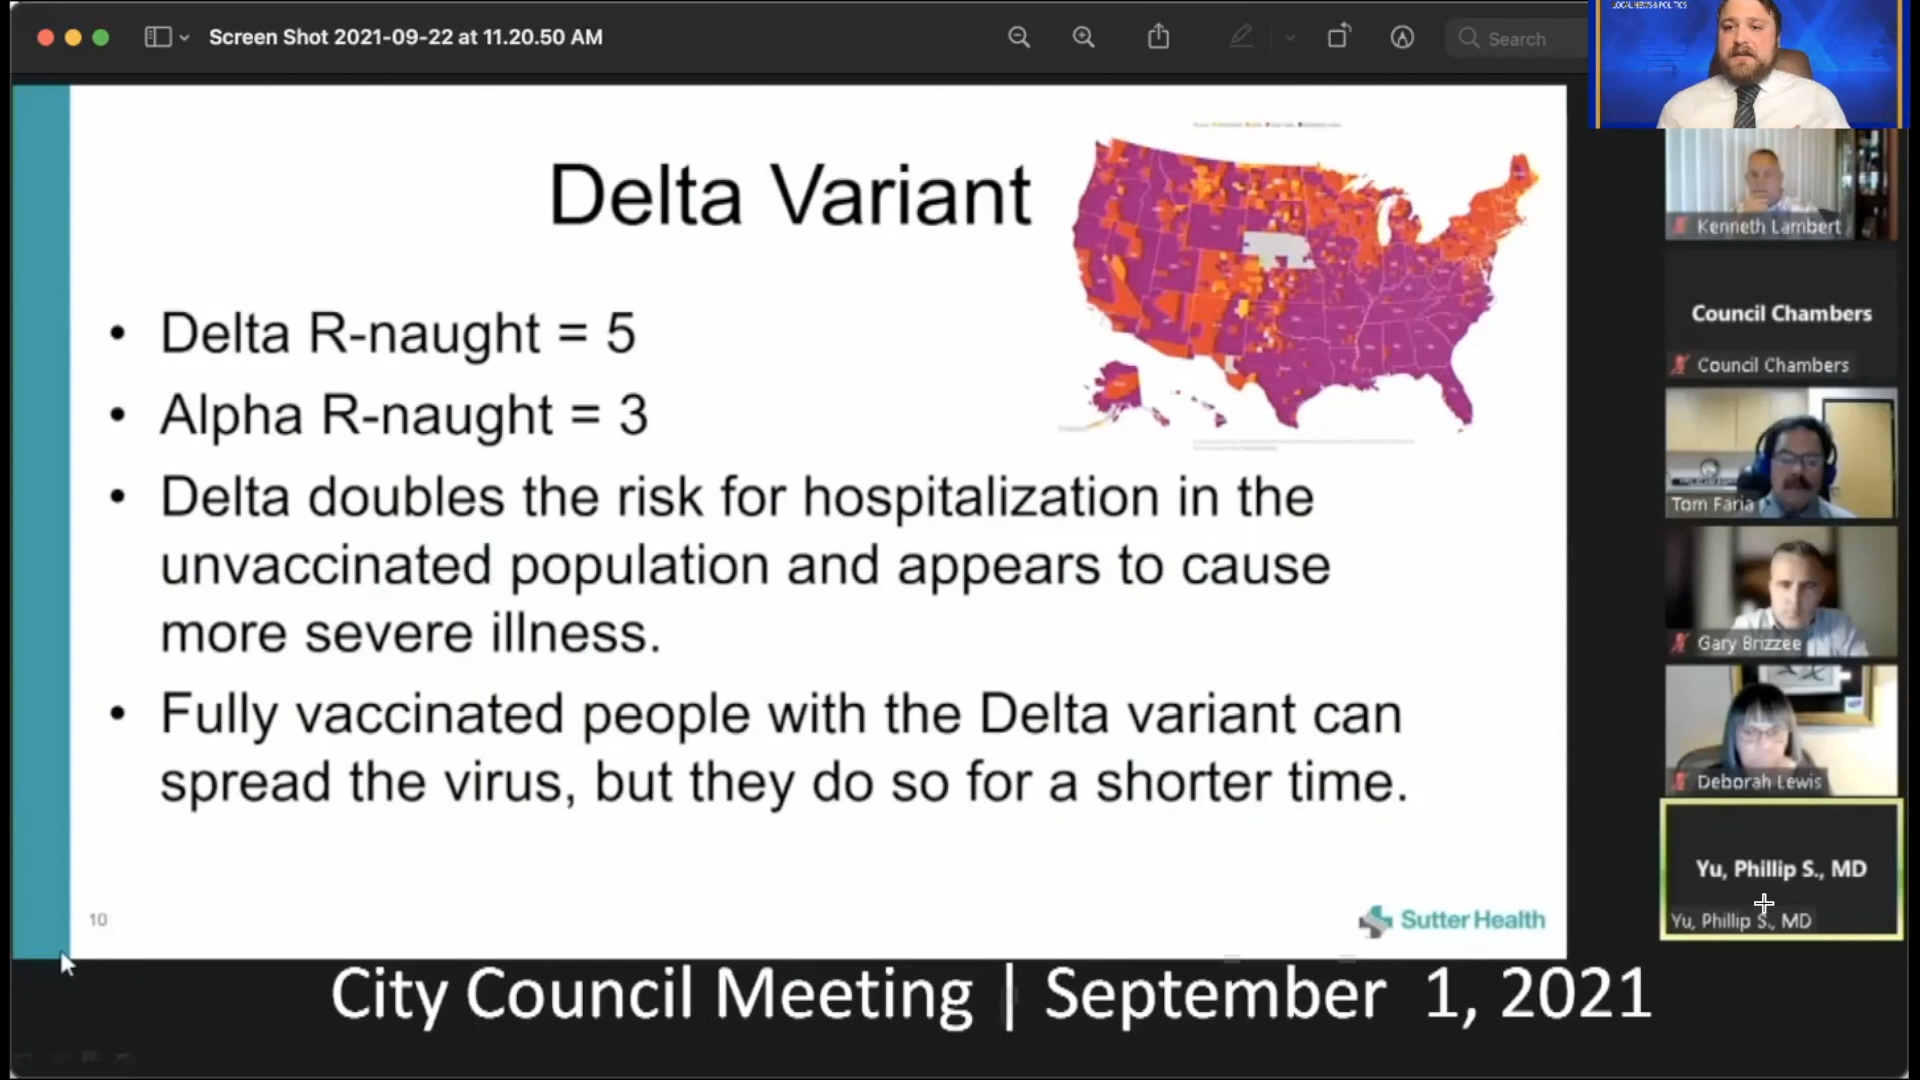 Screen Shot 2021-09-22 at 11.20.50 AM
Search
LOCAL NEWS & POLITICS
Delta Variant
• Delta R-naught = 5
• Alpha R-naught = 3
• Delta doubles the risk for hospitalization in the
unvaccinated population and appears to cause
more severe illness.
• Fully vaccinated people with the Delta variant can
spread the virus, but they do so for a shorter time.
10
Sutter Health
Kenneth Lambert
Council Chambers
Council Chambers
Tom Faria
Gary Brizzee
Deborah Lewis
Yu, Phillip S., MD
Yu, Phillip S., MD
City Council Meeting | September 1, 2021